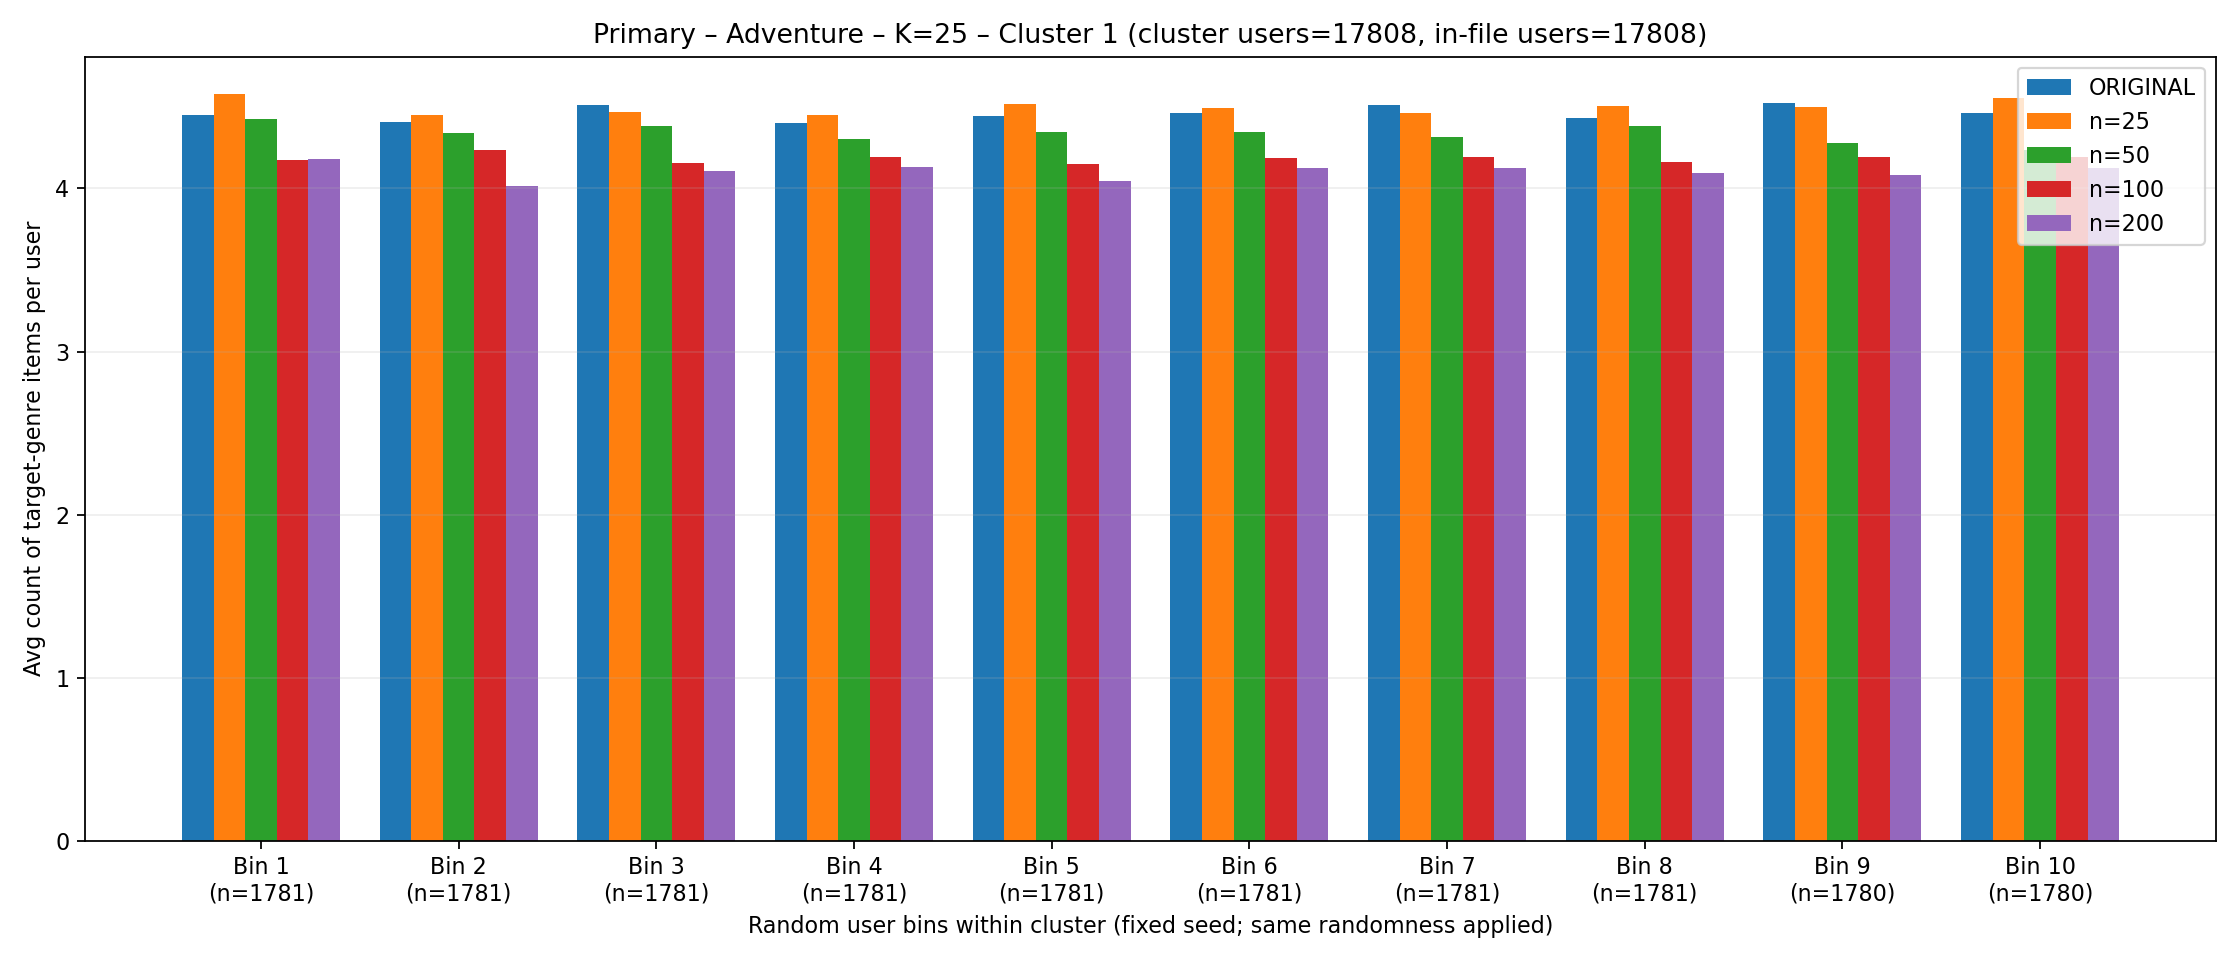 Primary – Adventure – K=25 – Cluster 1 (cluster users=17808, in-file users=17808)
Avg count of target-genre items per user
4
3
2
1
0
ORIGINAL
n=25
n=50
n=100
n=200
Bin 1
(n=1781)
Bin 2
(n=1781)
Bin 3
(n=1781)
Bin 4
(n=1781)
Bin 5
(n=1781)
Bin 6
(n=1781)
Bin 7
(n=1781)
Bin 8
(n=1781)
Bin 9
(n=1780)
Bin 10
(n=1780)
Random user bins within cluster (fixed seed; same randomness applied)